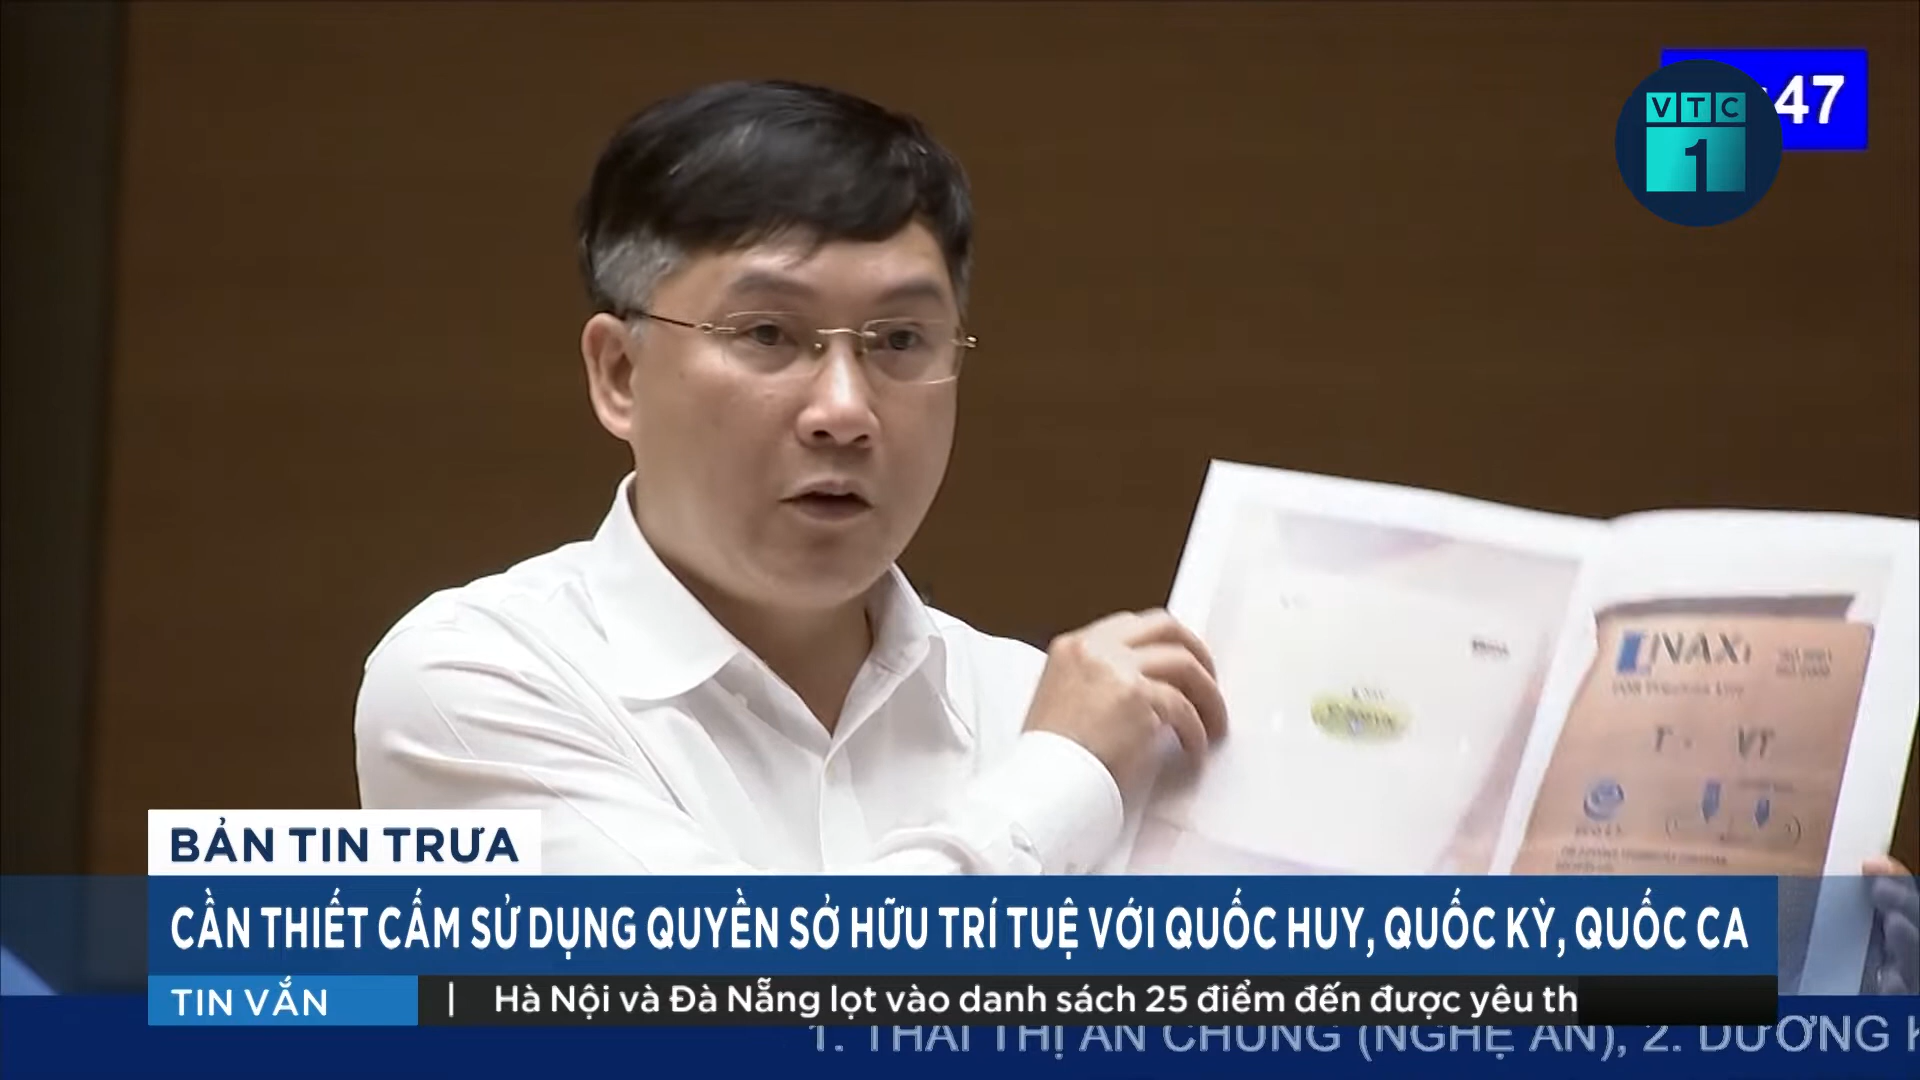 :47
VTC
1
INAX
BẢN TIN TRƯA
CẦN THIẾT CẤM SỬ DỤNG QUYỀN SỞ HỮU TRÍ TUỆ VỚI QUỐC HUY, QUỐC KỲ, QUỐC CA
TIN VẮN | Hà Nội và Đà Nẵng lọt vào danh sách 25 điểm đến được yêu th
1. THÁI THỊ AN CHUNG (NGHỆ AN), 2. DƯƠNG K